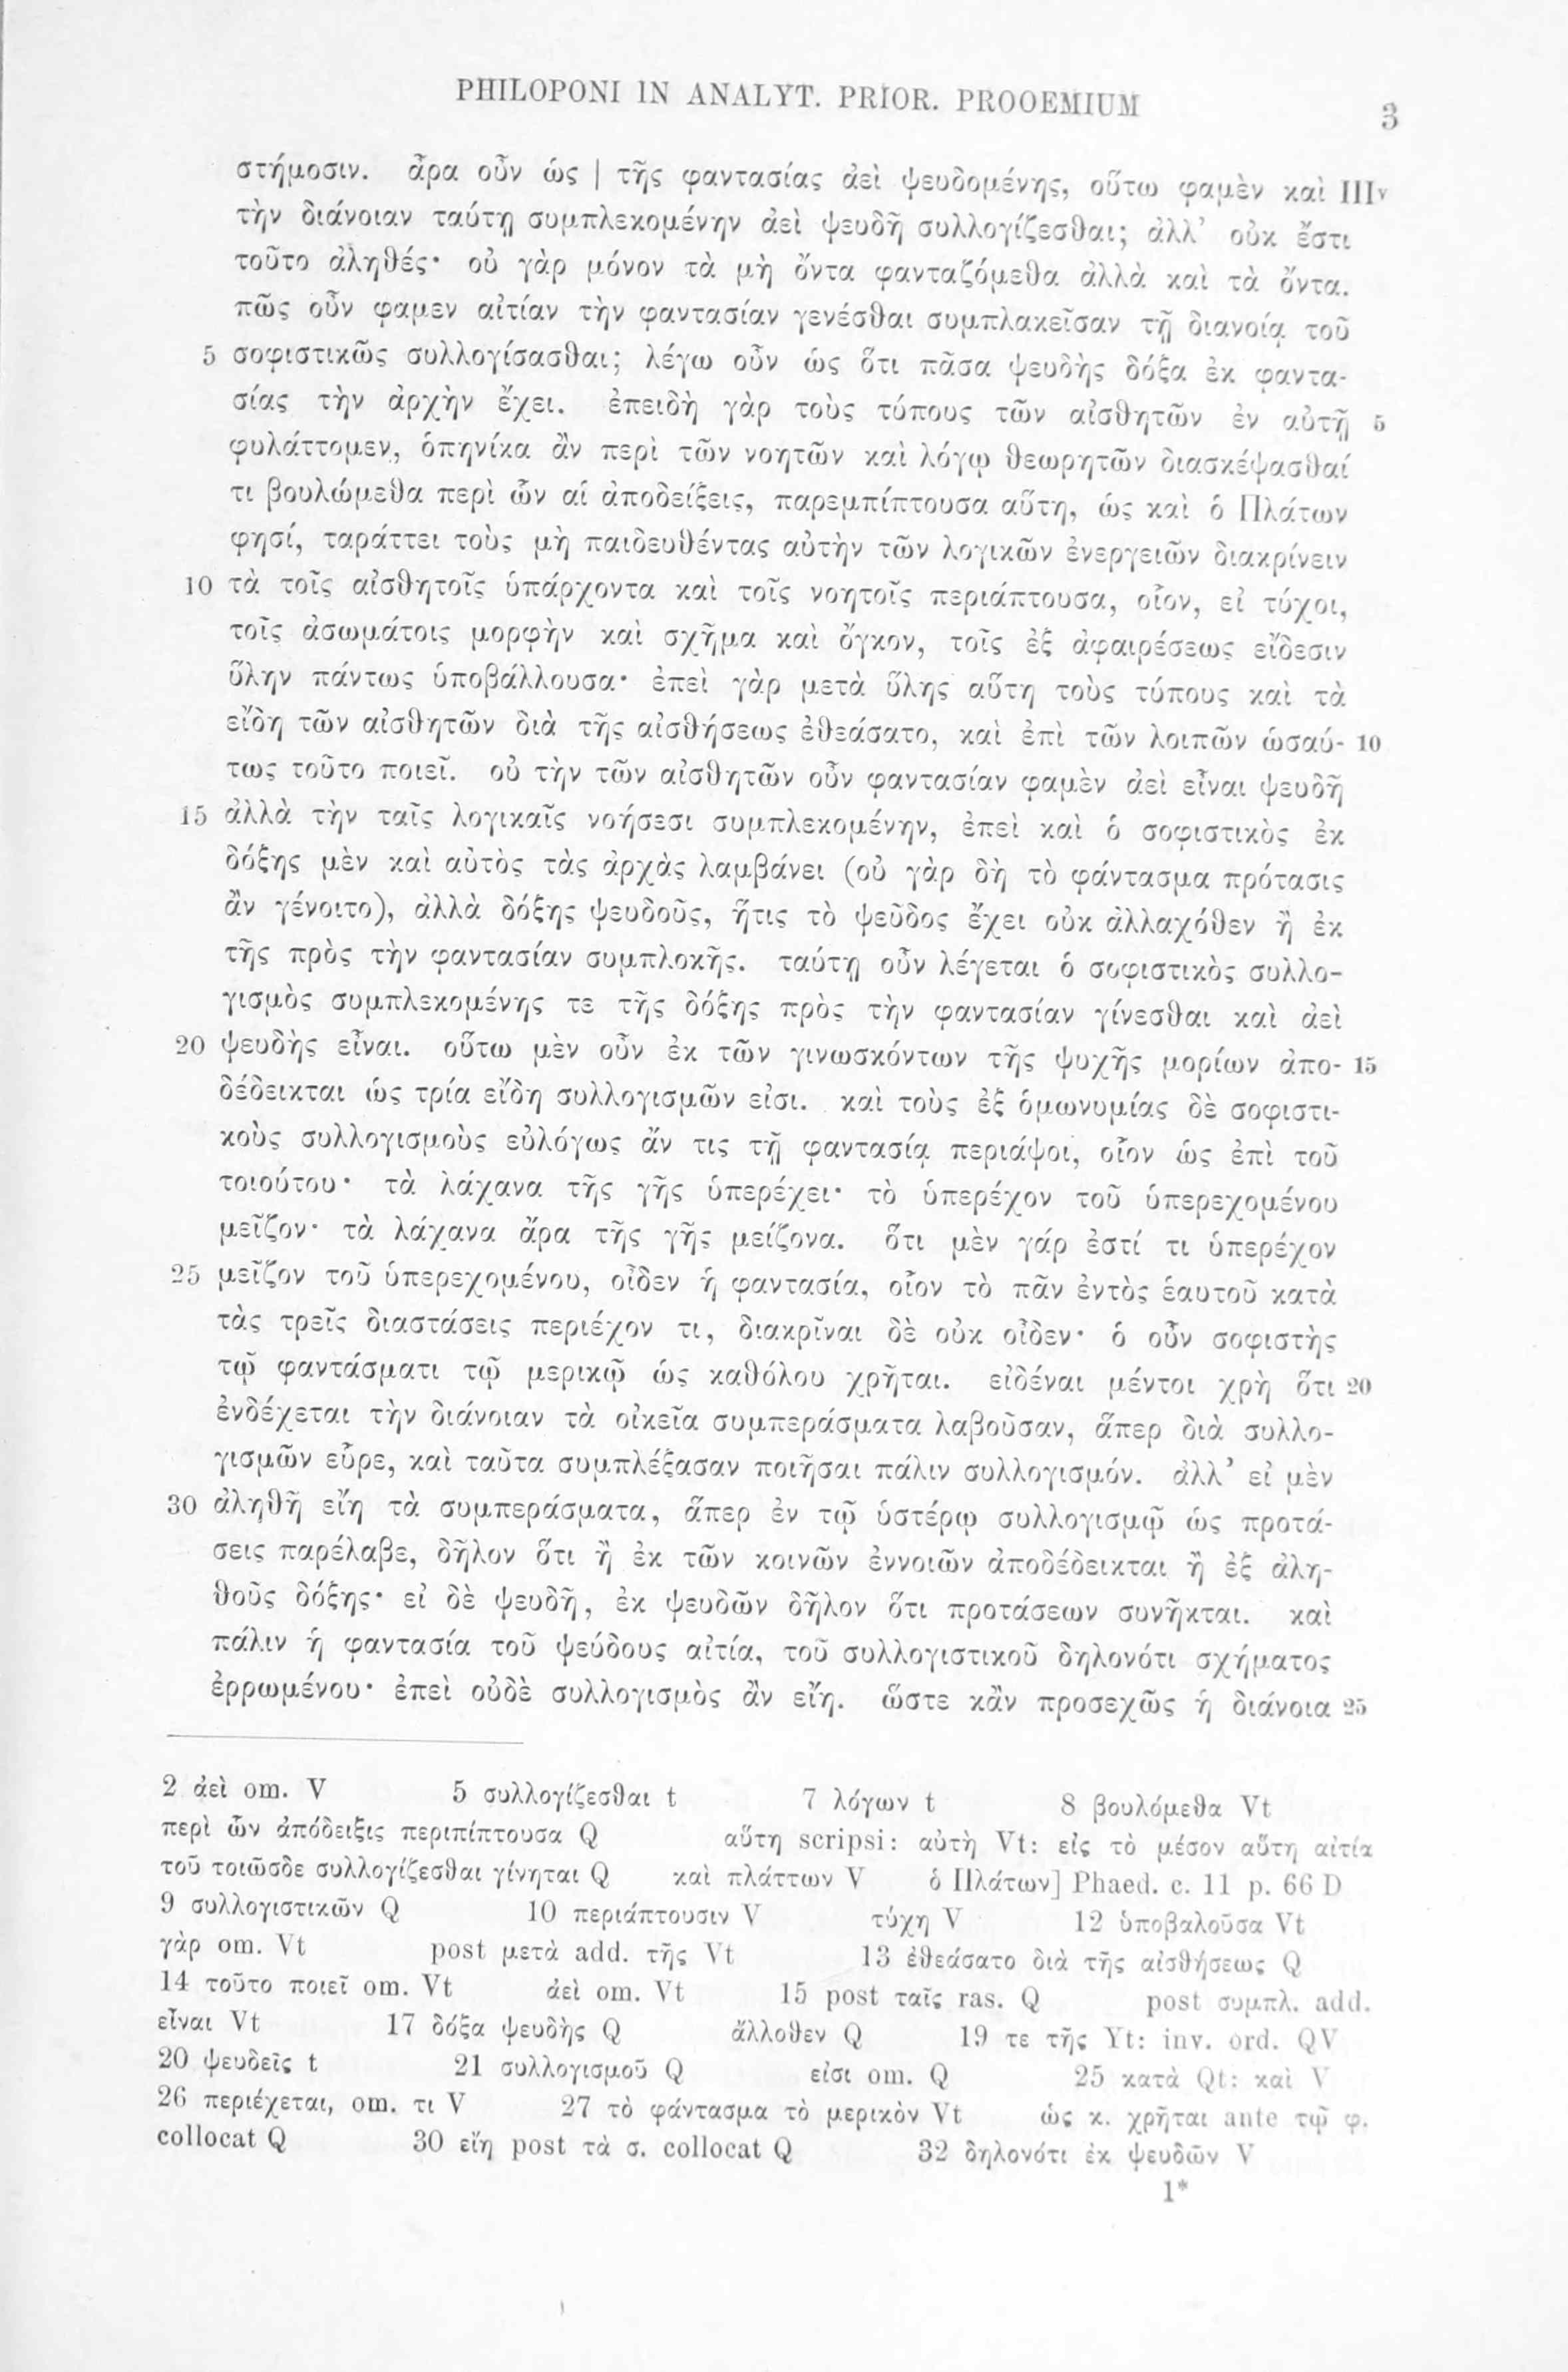 PHILOPONI IN ANALYT. PRIOR. PROOEMIUM 3
στήμοσιν. ἆρα οὖν ὡς | τῆς φαντασίας ἀεὶ ψευδομένης, οὕτω φαμὲν καὶ IIIv
τὴν διάνοιαν ταύτῃ συμπλεκομένην ἀεὶ ψευδῆ συλλογίζεσθαι; ἀλλ’ οὐκ ἔστι
τοῦτο ἀληθές· οὐ γὰρ μόνον τὰ μὴ ὄντα φανταζόμεθα ἀλλὰ καὶ τὰ ὄντα.
πῶς οὖν φαμεν αἰτίαν τὴν φαντασίαν γενέσθαι συμπλακεῖσαν τῇ διανοίᾳ τοῦ
5 σοφιστικῶς συλλογίσασθαι; λέγω οὖν ὡς ὅτι πᾶσα ψευδὴς δόξα ἐκ φαντα-
σίας τὴν ἀρχὴν ἔχει. ἐπειδὴ γὰρ τοὺς τύπους τῶν αἰσθητῶν ἐν αὐτῇ 5
φυλάττομεν, ὁπηνίκα ἂν περὶ τῶν νοητῶν καὶ λόγῳ θεωρητῶν διασκέψασθαί
τι βουλώμεθα περὶ ὧν αἱ ἀποδείξεις, παρεμπίπτουσα αὕτη, ὡς καὶ ὁ Πλάτων
φησί, ταράττει τοὺς μὴ παιδευθέντας αὐτὴν τῶν λογικῶν ἐνεργειῶν διακρίνειν
10 τὰ τοῖς αἰσθητοῖς ὑπάρχοντα καὶ τοῖς νοητοῖς περιάπτουσα, οἷον, εἰ τύχοι,
τοῖς ἀσωμάτοις μορφὴν καὶ σχῆμα καὶ ὄγκον, τοῖς ἐξ ἀφαιρέσεως εἴδεσιν
ὕλην πάντως ὑποβάλλουσα· ἐπεὶ γὰρ μετὰ ὕλης αὕτη τοὺς τύπους καὶ τὰ
εἴδη τῶν αἰσθητῶν διὰ τῆς αἰσθήσεως ἐθεάσατο, καὶ ἐπὶ τῶν λοιπῶν ὡσαύ- 10
τως τοῦτο ποιεῖ. οὐ τὴν τῶν αἰσθητῶν οὖν φαντασίαν φαμὲν ἀεὶ εἶναι ψευδῆ
15 ἀλλὰ τὴν ταῖς λογικαῖς νοήσεσι συμπλεκομένην, ἐπεὶ καὶ ὁ σοφιστικὸς ἐκ
δόξης μὲν καὶ αὐτὸς τὰς ἀρχὰς λαμβάνει (οὐ γὰρ δὴ τὸ φάντασμα πρότασις
ἂν γένοιτο), ἀλλὰ δόξης ψευδοῦς, ἥτις τὸ ψεῦδος ἔχει οὐκ ἀλλαχόθεν ἢ ἐκ
τῆς πρὸς τὴν φαντασίαν συμπλοκῆς. ταύτῃ οὖν λέγεται ὁ σοφιστικὸς συλλο-
γισμὸς συμπλεκομένης τε τῆς δόξης πρὸς τὴν φαντασίαν γίνεσθαι καὶ ἀεὶ
20 ψευδὴς εἶναι. οὕτω μὲν οὖν ἐκ τῶν γινωσκόντων τῆς ψυχῆς μορίων ἀπο- 15
δέδεικται ὡς τρία εἴδη συλλογισμῶν εἰσι. καὶ τοὺς ἐξ ὁμωνυμίας δὲ σοφιστι-
κοὺς συλλογισμοὺς εὐλόγως ἄν τις τῇ φαντασίᾳ περιάψοι, οἷον ὡς ἐπὶ τοῦ
τοιούτου· τὰ λάχανα τῆς γῆς ὑπερέχει· τὸ ὑπερέχον τοῦ ὑπερεχομένου
μεῖζον· τὰ λάχανα ἄρα τῆς γῆς μείζονα. ὅτι μὲν γάρ ἐστί τι ὑπερέχον
25 μεῖζον τοῦ ὑπερεχομένου, οἶδεν ἡ φαντασία, οἷον τὸ πᾶν ἐντὸς ἑαυτοῦ κατὰ
τὰς τρεῖς διαστάσεις περιέχον τι, διακρῖναι δὲ οὐκ οἶδεν· ὁ οὖν σοφιστὴς
τῷ φαντάσματι τῷ μερικῷ ὡς καθόλου χρῆται. εἰδέναι μέντοι χρὴ ὅτι 20
ἐνδέχεται τὴν διάνοιαν τὰ οἰκεῖα συμπεράσματα λαβοῦσαν, ἅπερ διὰ συλλο-
γισμῶν εὗρε, καὶ ταῦτα συμπλέξασαν ποιῆσαι πάλιν συλλογισμόν. ἀλλ’ εἰ μὲν
30 ἀληθῆ εἴη τὰ συμπεράσματα, ἅπερ ἐν τῷ ὑστέρῳ συλλογισμῷ ὡς προτά-
σεις παρέλαβε, δῆλον ὅτι ἢ ἐκ τῶν κοινῶν ἐννοιῶν ἀποδέδεικται ἢ ἐξ ἀλη-
θοῦς δόξης· εἰ δὲ ψευδῆ, ἐκ ψευδῶν δῆλον ὅτι προτάσεων συνῆκται. καὶ
πάλιν ἡ φαντασία τοῦ ψεύδους αἰτία, τοῦ συλλογιστικοῦ δηλονότι σχήματος
ἐρρωμένου· ἐπεὶ οὐδὲ συλλογισμὸς ἂν εἴη. ὥστε κἂν προσεχῶς ἡ διάνοια 25
2 ἀεὶ om. V 5 συλλογίζεσθαι t 7 λόγων t 8 βουλόμεθα Vt
περὶ ὧν ἀπόδειξις περιπίπτουσα Q αὕτη scripsi: αὐτὴ Vt: εἰς τὸ μέσον αὕτη αἰτία
τοῦ τοιῶσδε συλλογίζεσθαι γίνηται Q καὶ πλάττων V ὁ Πλάτων] Phaed. c. 11 p. 66 D
9 συλλογιστικῶν Q 10 περιάπτουσιν V τύχη V 12 ὑποβαλοῦσα Vt
γὰρ om. Vt post μετὰ add. τῆς Vt 13 ἐθεάσατο διὰ τῆς αἰσθήσεως Q
14 τοῦτο ποιεῖ om. Vt ἀεὶ om. Vt 15 post ταῖς ras. Q post συμπλ. add.
εἶναι Vt 17 δόξα ψευδὴς Q ἄλλοθεν Q 19 τε τῆς Yt: inv. ord. QV
20 ψευδεῖς t 21 συλλογισμοῦ Q εἰσι om. Q 25 κατὰ Qt: καὶ V
26 περιέχεται, om. τι V 27 τὸ φάντασμα τὸ μερικὸν Vt ὡς κ. χρῆται ante τῷ φ.
collocat Q 30 εἴη post τὰ σ. collocat Q 32 δηλονότι ἐκ ψευδῶν V
1*